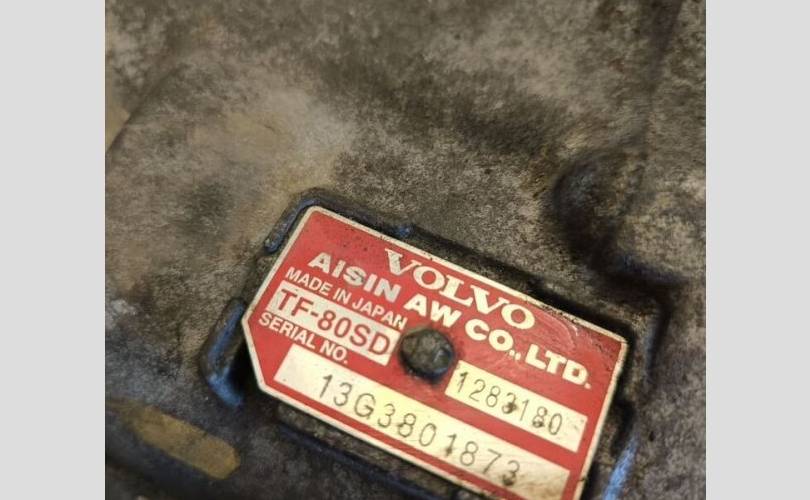 VOLVO
AISIN AW CO., LTD.
MADE IN JAPAN
TF-80SD
1283180
SERIAL NO.
13G3801873